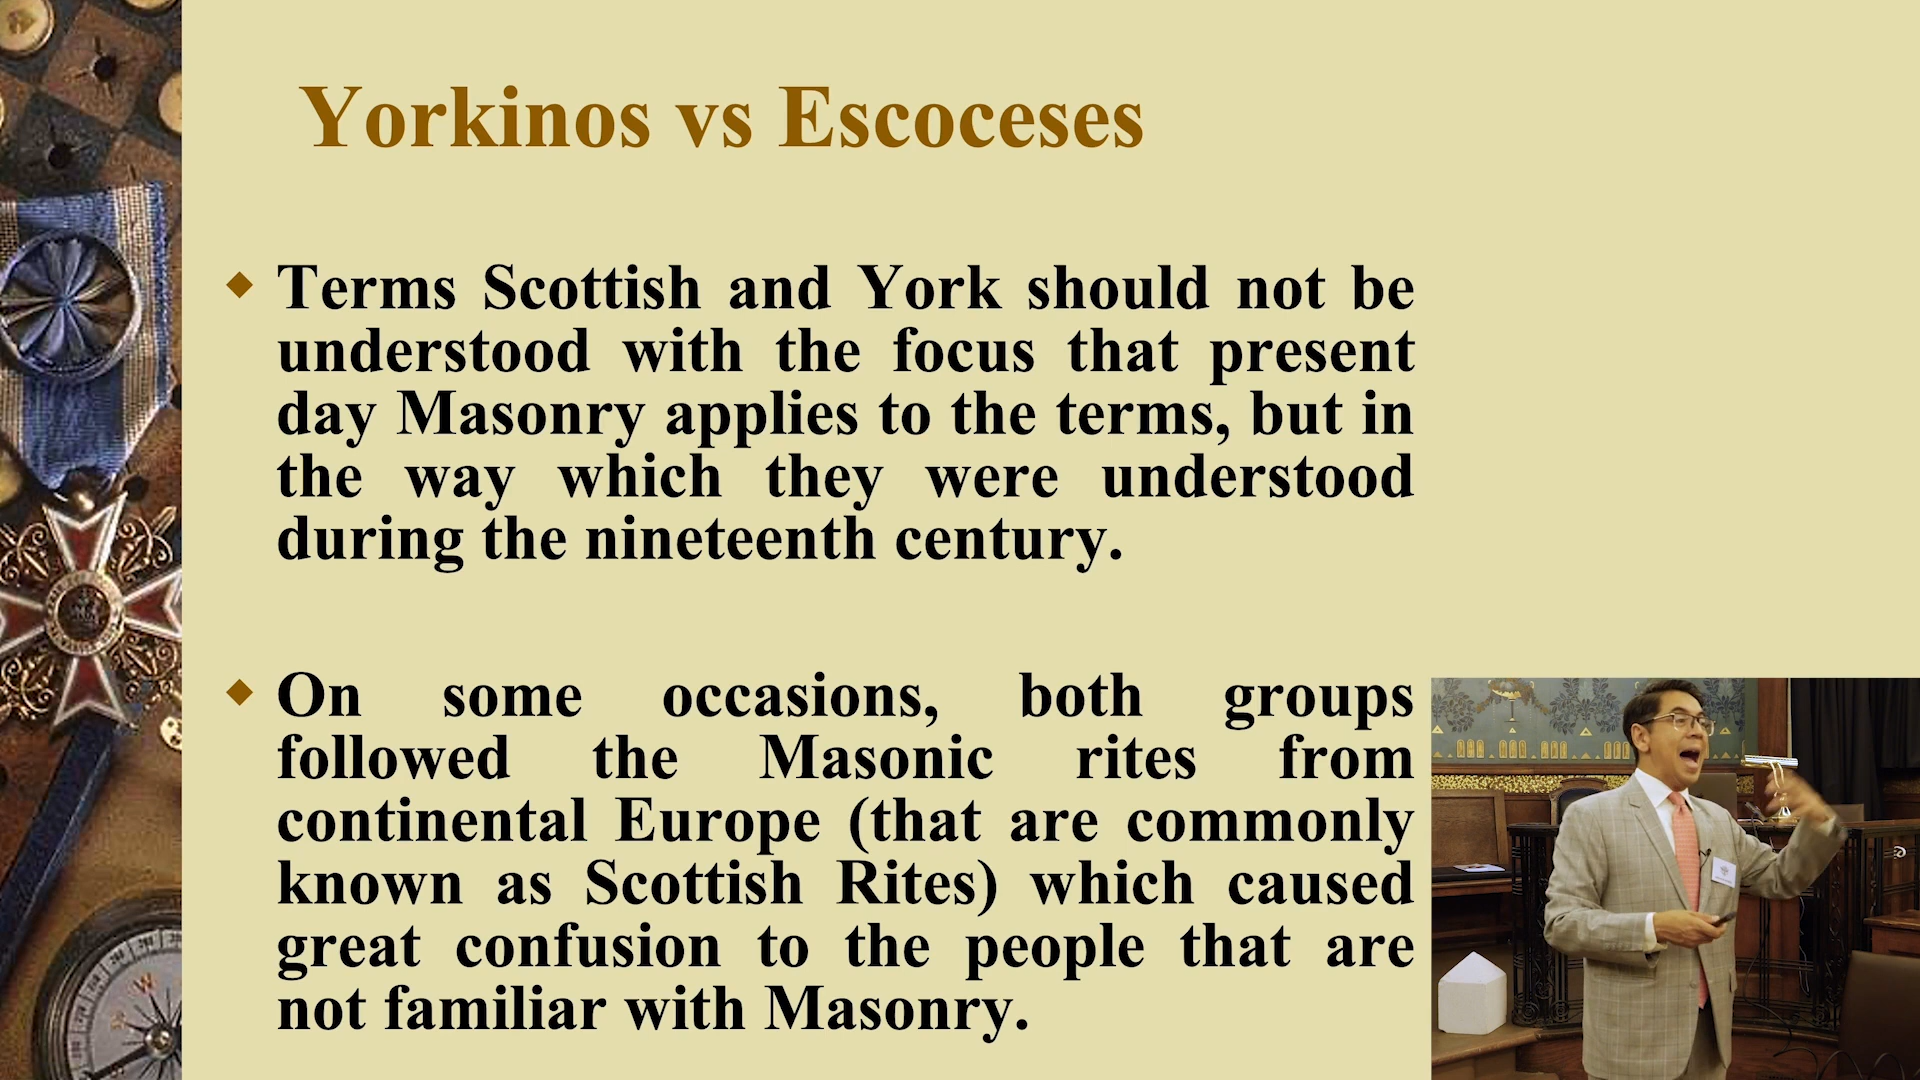 Yorkinos vs Escoceses
Terms Scottish and York should not be
understood with the focus that present
day Masonry applies to the terms, but in
the way which they were understood
during the nineteenth century.
On some occasions, both groups
followed the Masonic rites from
continental Europe (that are commonly
known as Scottish Rites) which caused
great confusion to the people that are
not familiar with Masonry.